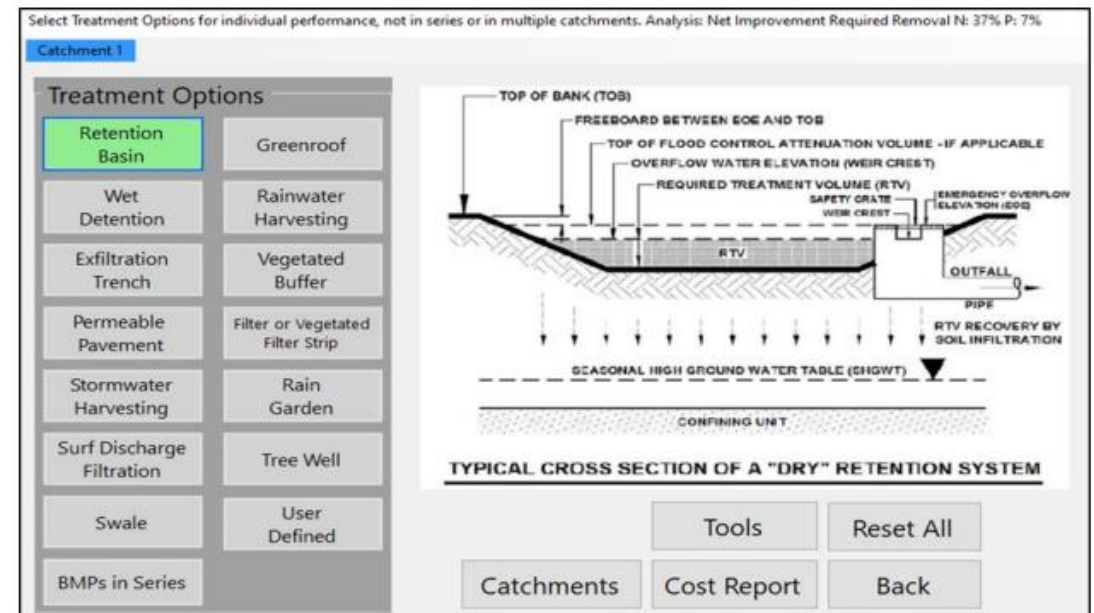 Select Treatment Options for individual performance, not in series or in multiple catchments. Analysis: Net Improvement Required Removal N: 37% P: 7%
Catchment 1
Treatment Options
Retention
Basin
Greenroof
Wet
Detention
Rainwater
Harvesting
Exfiltration
Trench
Vegetated
Buffer
Permeable
Pavement
Filter or Vegetated
Filter Strip
Stormwater
Harvesting
Rain
Garden
Surf Discharge
Filtration
Tree Well
Swale
User
Defined
BMPs in Series
TOP OF BANK (TOB)
FREEBOARD BETWEEN EOE AND TOB
TOP OF FLOOD CONTROL ATTENUATION VOLUME - IF APPLICABLE
OVERFLOW WATER ELEVATION (WEIR CREST)
REQUIRED TREATMENT VOLUME (RTV)
SAFETY GRATE
WEIR CREST
EMERGENCY OVERFLOW
ELEVATION (EOE)
RTV
OUTFALL
PIPE
RTV RECOVERY BY
SOIL INFILTRATION
SEASONAL HIGH GROUND WATER TABLE (SHGWT)
CONFINING UNIT
TYPICAL CROSS SECTION OF A "DRY" RETENTION SYSTEM
Tools
Reset All
Catchments
Cost Report
Back